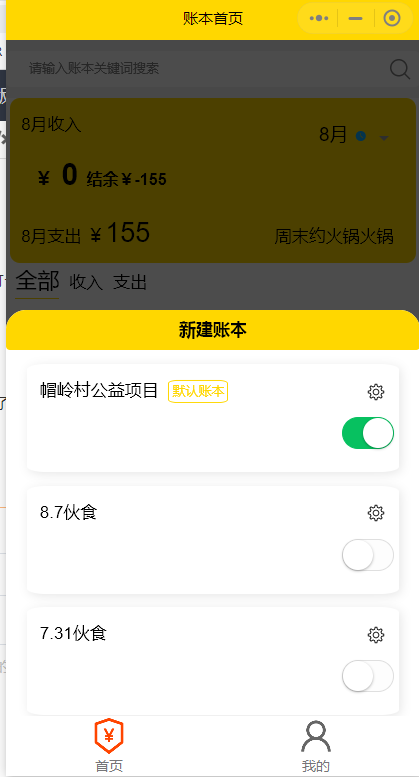 账本首页
请输入账本关键词搜索
8月收入
8月
￥ 0 结余￥-155
8月支出 ￥155
周末约火锅火锅
全部 收入 支出
新建账本
帽岭村公益项目 默认账本
8.7伙食
7.31伙食
首页
我的